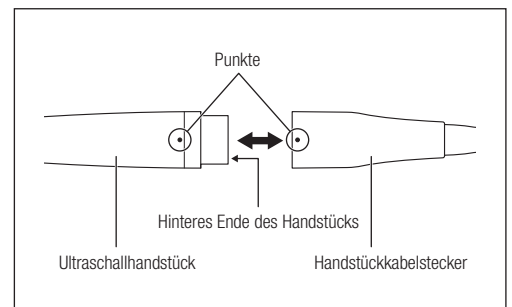 Punkte
Hinteres Ende des Handstücks
Ultraschallhandstück
Handstückkabelstecker